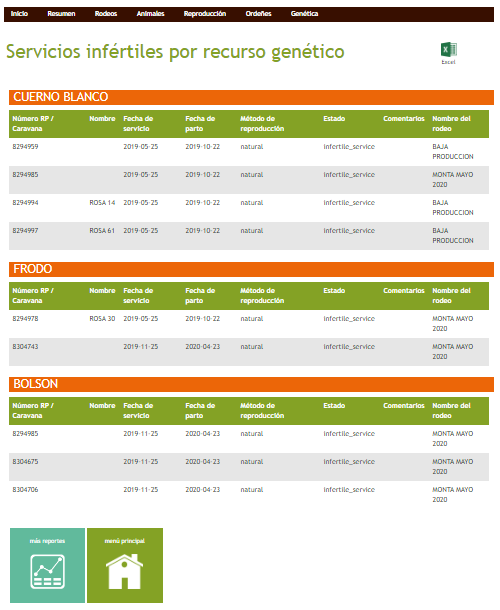 Inicio Resumen Rodeos Animales Reproducción Ordeñes Genética
Servicios infértiles por recurso genético
Excel
CUERNO BLANCO
Número RP / Nombre Fecha de Fecha de Método de Estado Comentarios Nombre del
Caravana servicio parto reproducción rodeo
8294959 2019-05-25 2019-10-22 natural infertile_service BAJA
PRODUCCION
8294985 2019-05-25 2019-10-22 natural infertile_service MONTA MAYO
2020
8294994 ROSA 14 2019-05-25 2019-10-22 natural infertile_service BAJA
PRODUCCION
8294997 ROSA 61 2019-05-25 2019-10-22 natural infertile_service BAJA
PRODUCCION
FRODO
Número RP / Nombre Fecha de Fecha de Método de Estado Comentarios Nombre del
Caravana servicio parto reproducción rodeo
8294978 ROSA 30 2019-05-25 2019-10-22 natural infertile_service MONTA MAYO
2020
8304743 2019-11-25 2020-04-23 natural infertile_service MONTA MAYO
2020
BOLSON
Número RP / Nombre Fecha de Fecha de Método de Estado Comentarios Nombre del
Caravana servicio parto reproducción rodeo
8294985 2019-11-25 2020-04-23 natural infertile_service MONTA MAYO
2020
8304675 2019-11-25 2020-04-23 natural infertile_service MONTA MAYO
2020
8304706 2019-11-25 2020-04-23 natural infertile_service MONTA MAYO
2020
más reportes menú principal